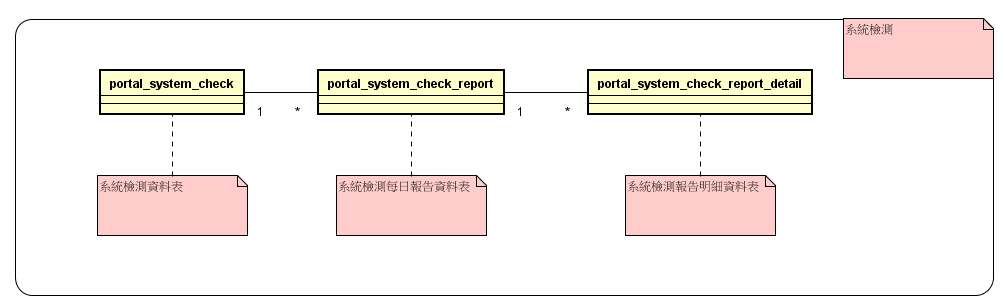 系統檢測
portal_system_check
portal_system_check_report
portal_system_check_report_detail
1
*
1
*
系統檢測資料表
系統檢測每日報告資料表
系統檢測報告明細資料表